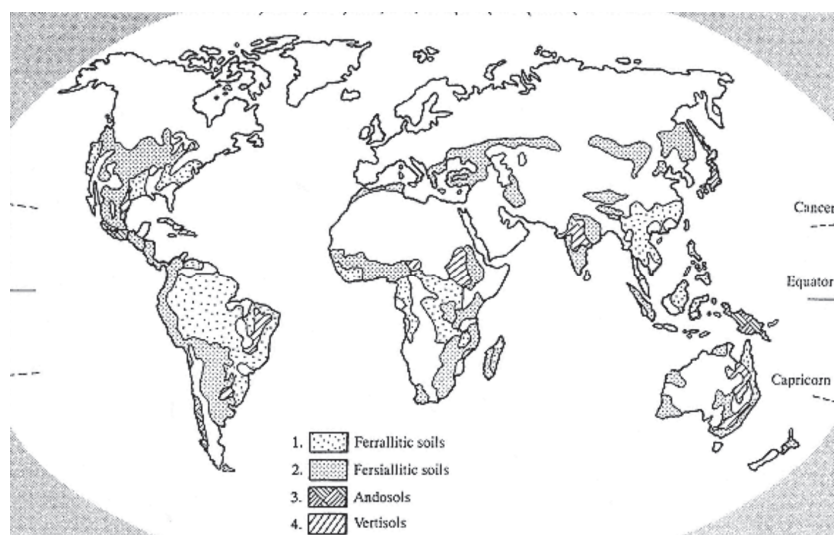 Cancer
Equator
Capricorn
1. Ferrallitic soils
2. Fersiallitic soils
3. Andosols
4. Vertisols